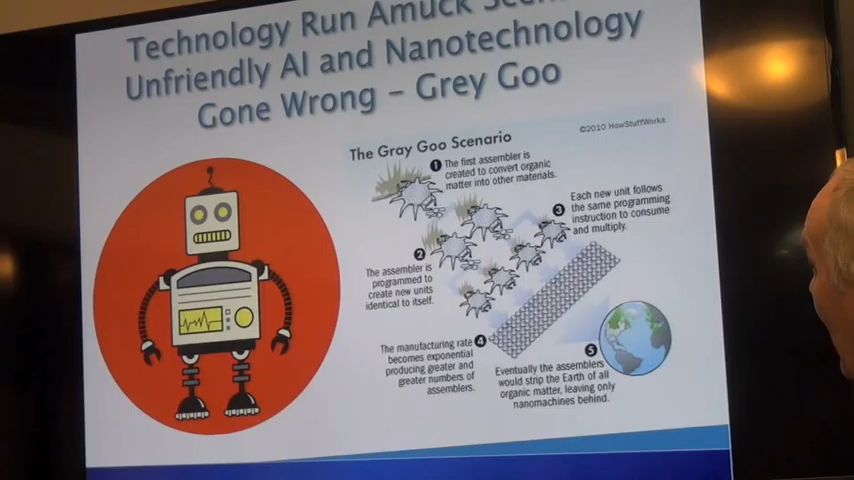 Technology Run Amuck
Unfriendly AI and Nanotechnology
Gone Wrong – Grey Goo
©2010 HowStuffWorks
The Gray Goo Scenario
1 The first assembler is
created to convert organic
matter into other materials.
3 Each new unit follows
the same programming
instruction to consume
and multiply.
2
The assembler is
programmed to
create new units
identical to itself.
The manufacturing rate 4
becomes exponential
producing greater and
greater numbers of
assemblers.
5
Eventually the assemblers
would strip the Earth of all
organic matter, leaving only
nanomachines behind.